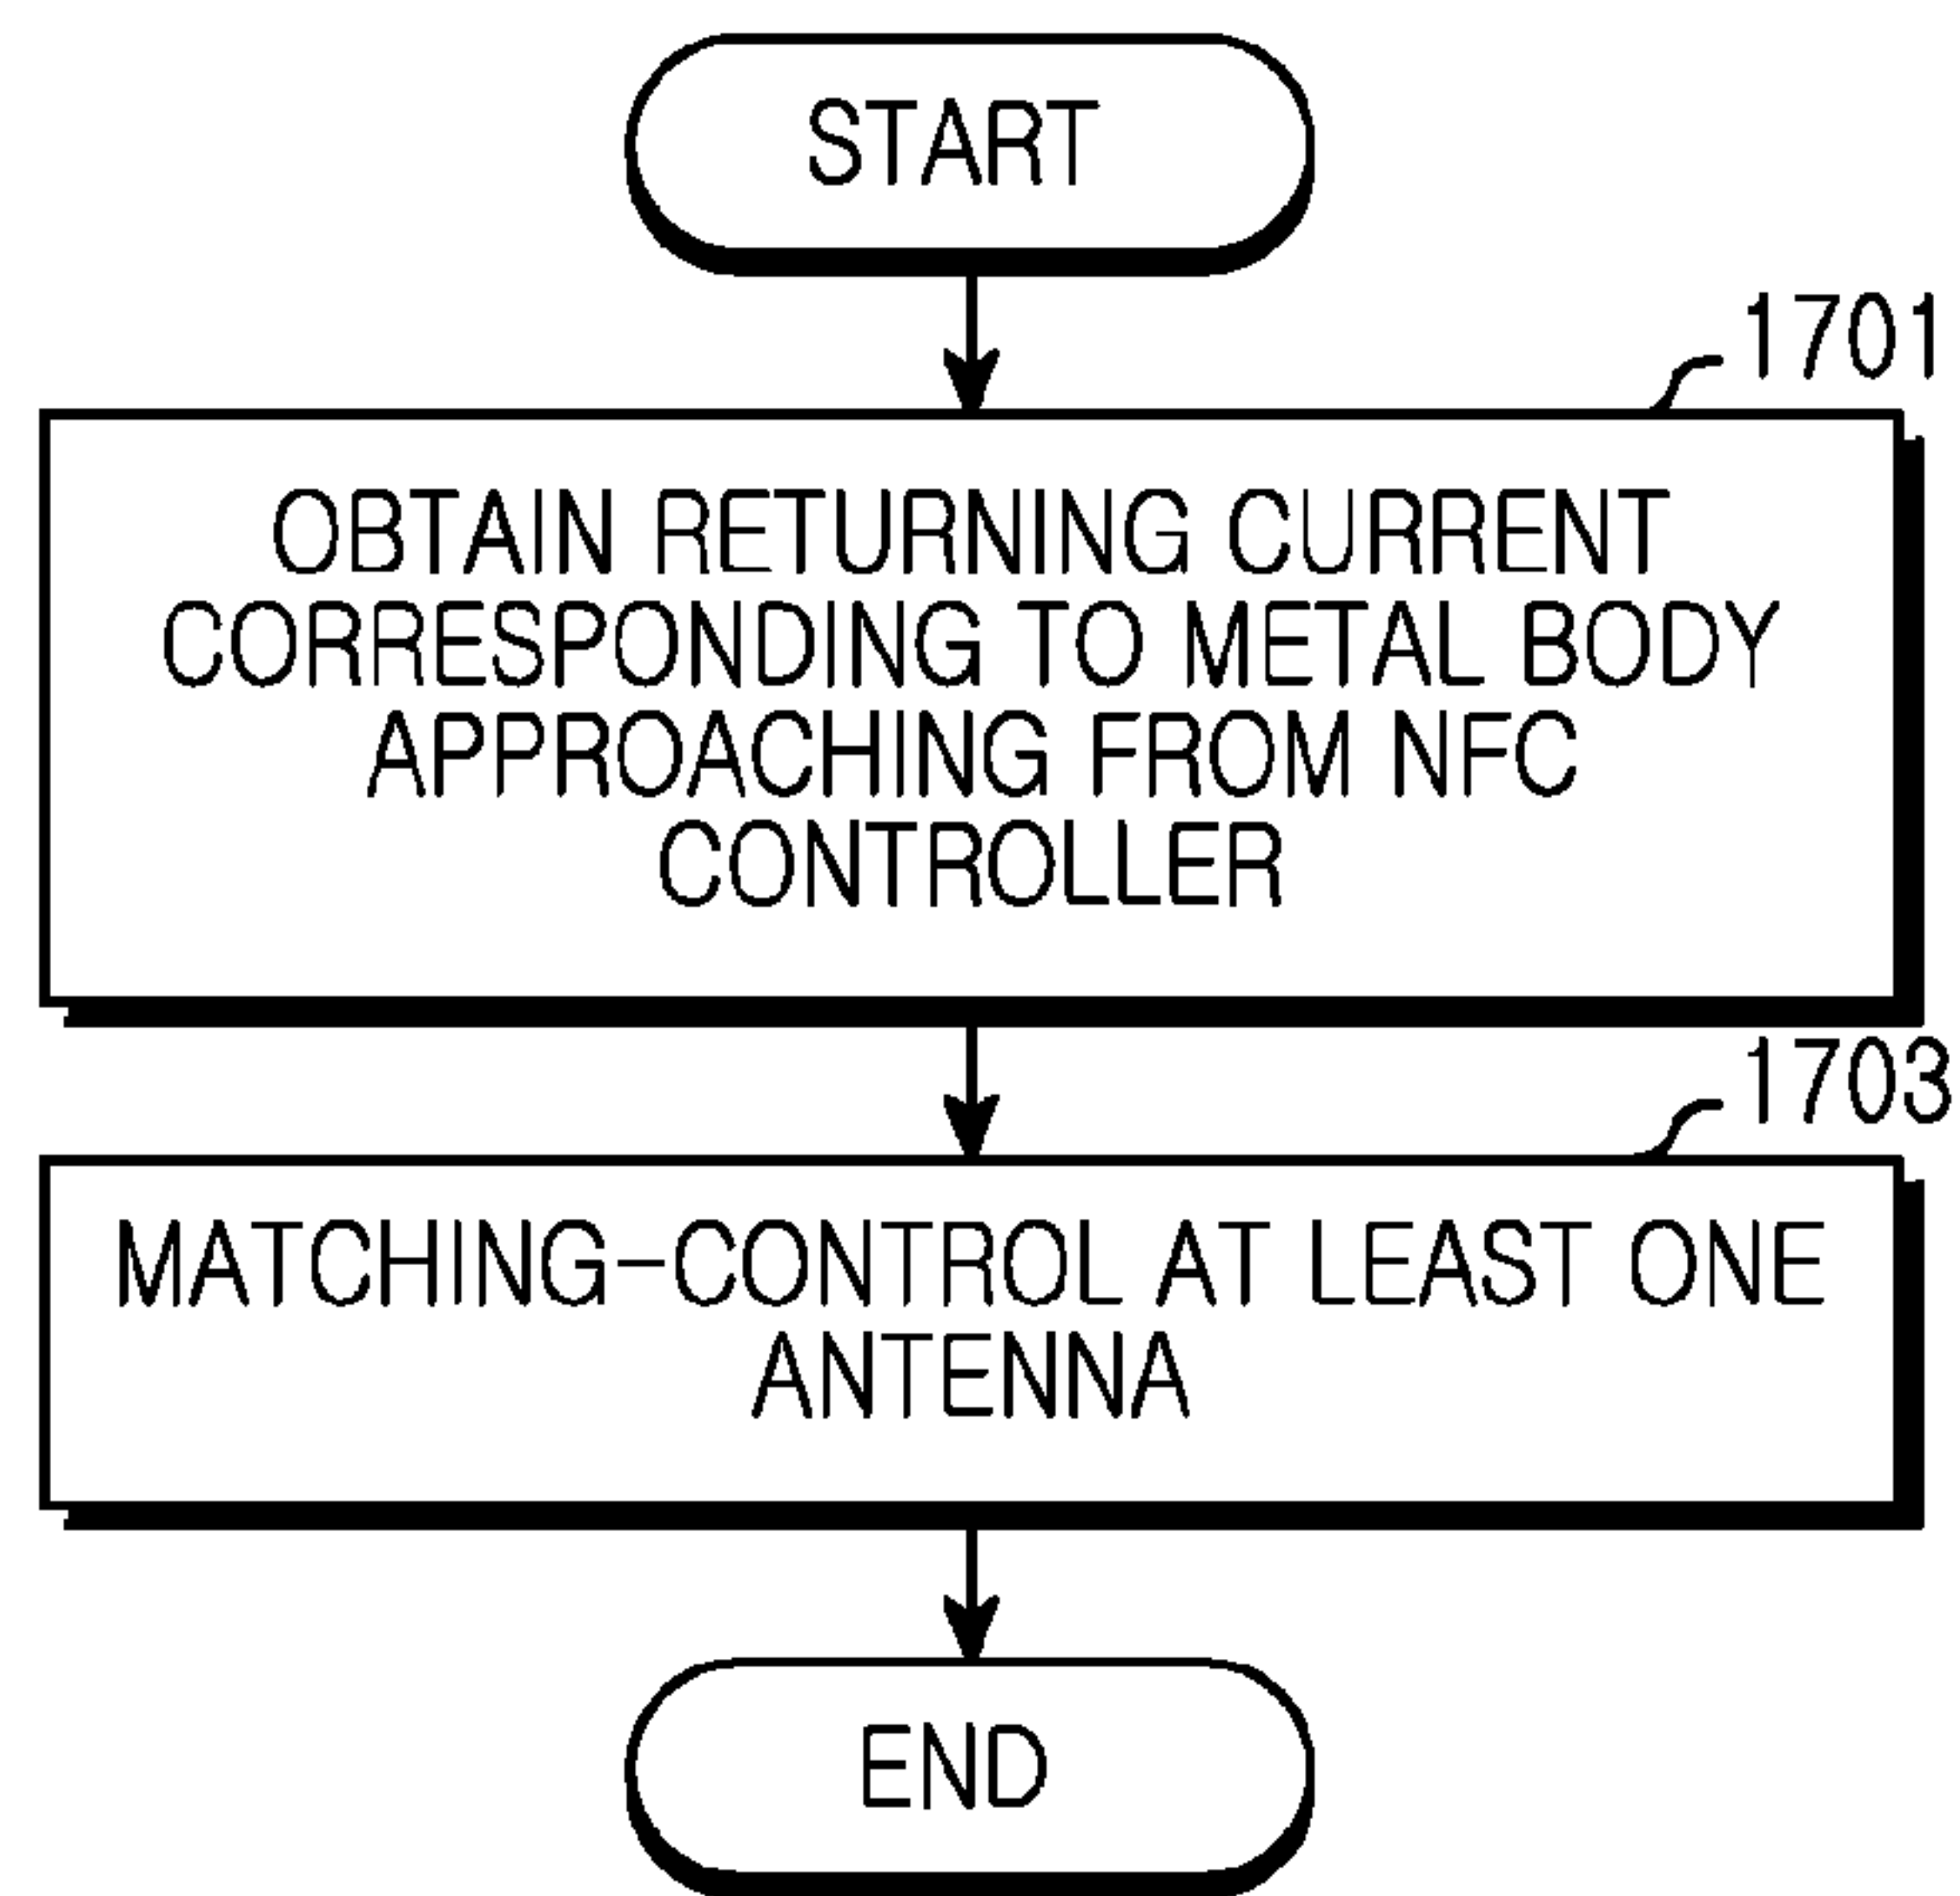 START
1701
OBTAIN RETURNING CURRENT
CORRESPONDING TO METAL BODY
APPROACHING FROM NFC
CONTROLLER
1703
MATCHING-CONTROL AT LEAST ONE
ANTENNA
END